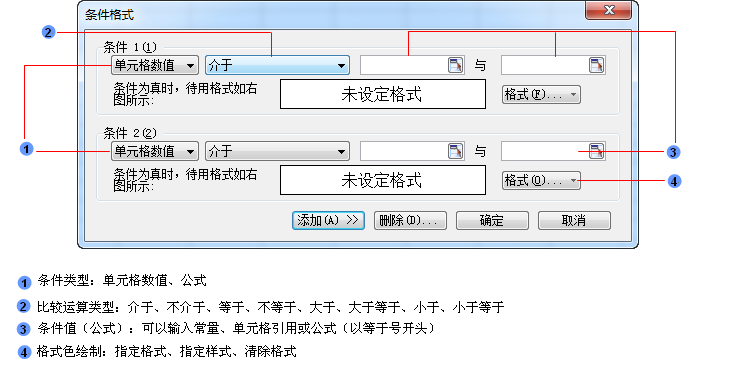 条件格式
2
条件 1(1)
单元格数值 介于 与
条件为真时，待用格式如右图所示：
未设定格式 格式(F)...
1
条件 2(2)
单元格数值 介于 与
3
条件为真时，待用格式如右图所示：
未设定格式 格式(O)...
4
添加(A) >> 删除(D)... 确定 取消
1 条件类型：单元格数值、公式
2 比较运算类型：介于、不介于、等于、不等于、大于、大于等于、小于、小于等于
3 条件值（公式）：可以输入常量、单元格引用或公式（以等于号开头）
4 格式色绘制：指定格式、指定样式、清除格式